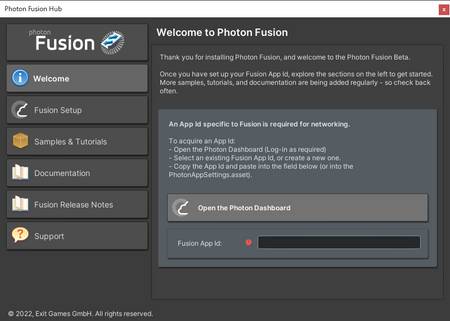 Photon Fusion Hub
x
photon
Fusion
Welcome to Photon Fusion
Welcome
Fusion Setup
Samples & Tutorials
Documentation
Fusion Release Notes
Support
Thank you for installing Photon Fusion, and welcome to the Photon Fusion Beta.
Once you have set up your Fusion App Id, explore the sections on the left to get started.
More samples, tutorials, and documentation are being added regularly - so check back
often.
An App Id specific to Fusion is required for networking.
To acquire an App Id:
- Open the Photon Dashboard (Log-in as required)
- Select an existing Fusion App Id, or create a new one.
- Copy the App Id and paste into the field below (or into the
PhotonAppSettings.asset).
Open the Photon Dashboard
Fusion App Id:
© 2022, Exit Games GmbH. All rights reserved.